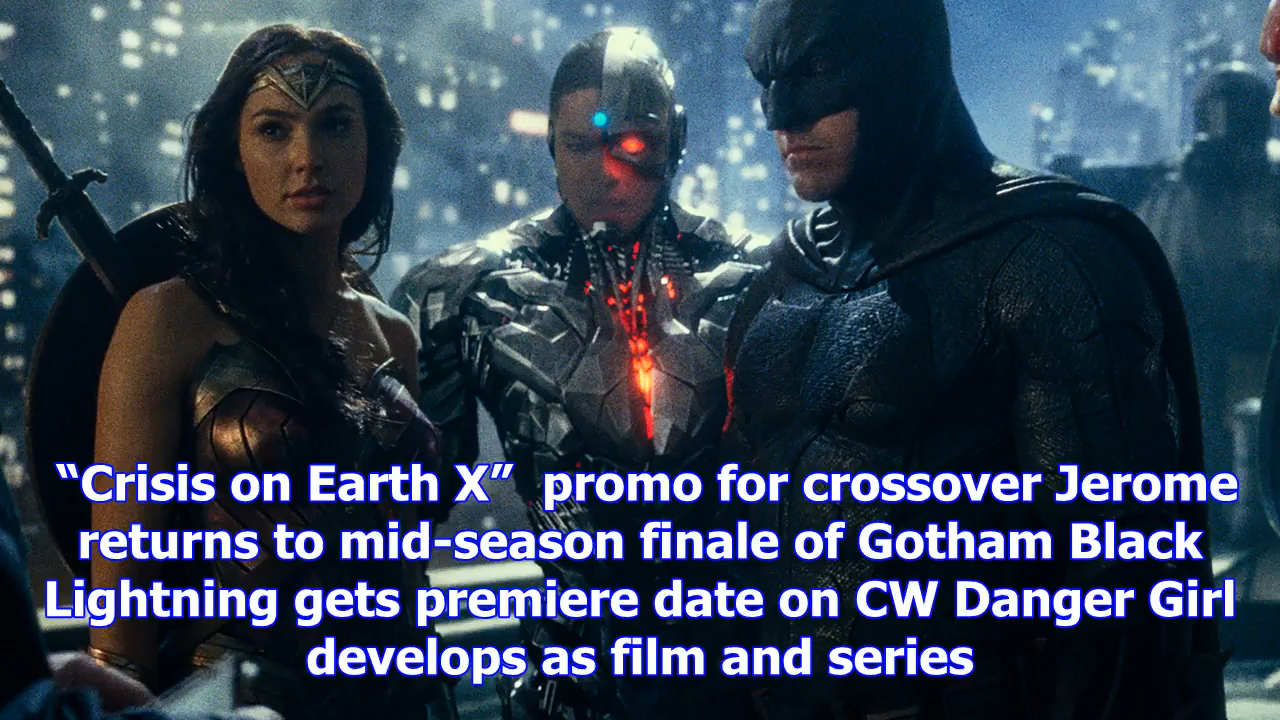 “Crisis on Earth X”  promo for crossover Jerome
returns to mid-season finale of Gotham Black
Lightning gets premiere date on CW Danger Girl
develops as film and series